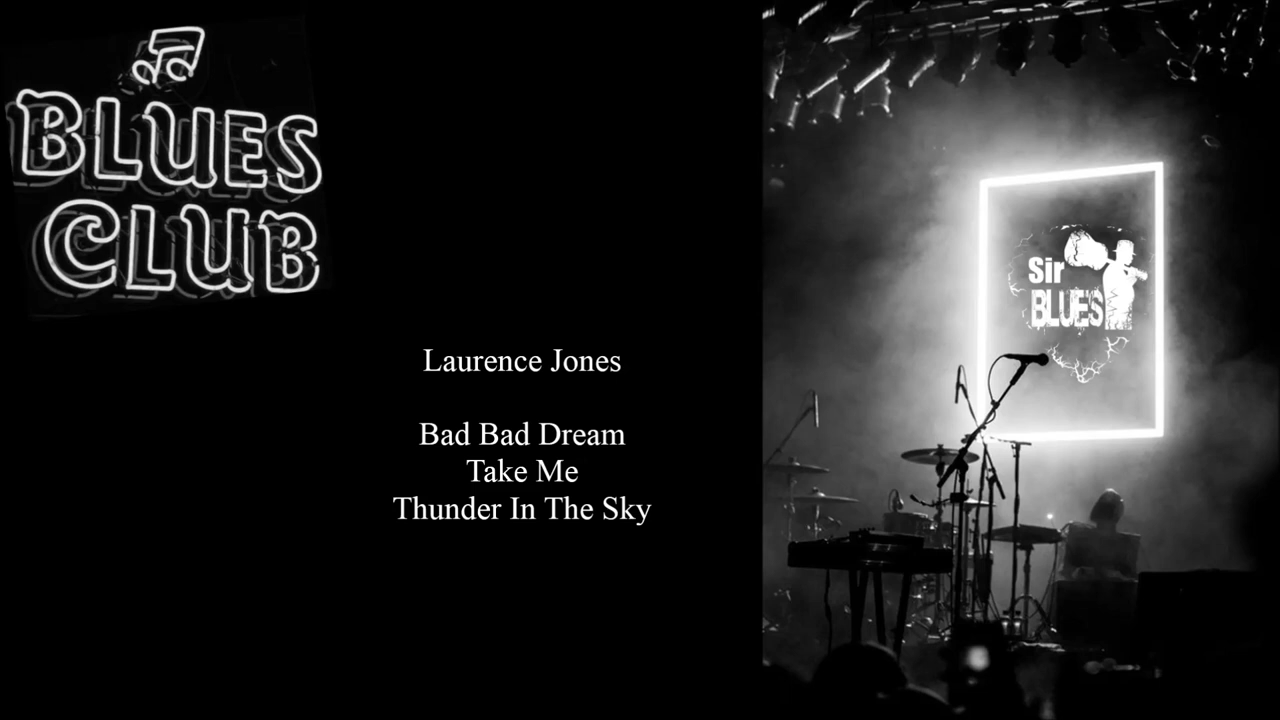 BLUES
CLUB
Sir
BLUES
Laurence Jones
Bad Bad Dream
Take Me
Thunder In The Sky